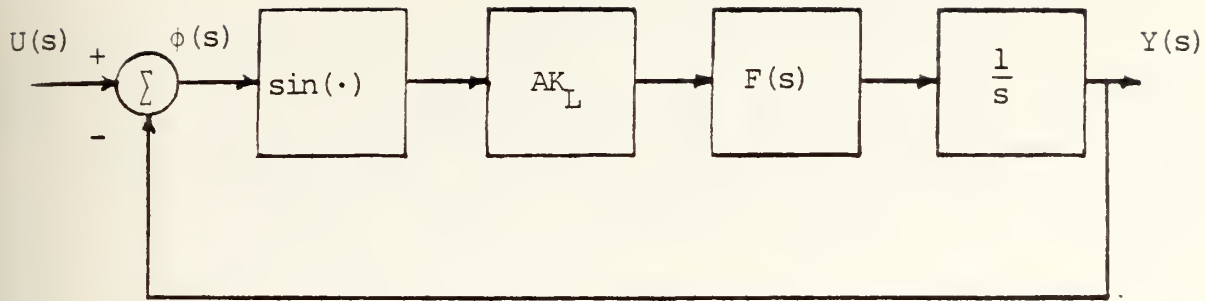 U(s)
+
ϕ(s)
Σ
-
sin(·)
AK_L
F(s)
1/s
Y(s)